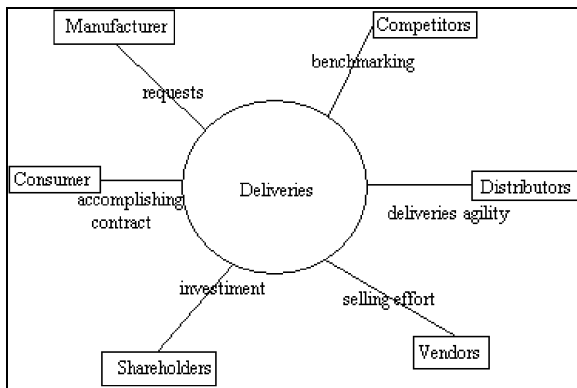 Manufacturer
Competitors
benchmarking
requests
Consumer
accomplishing
contract
Deliveries
Distributors
deliveries agility
investiment
selling effort
Shareholders
Vendors